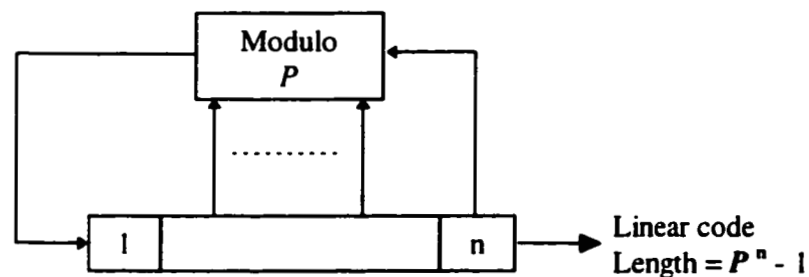 Modulo
P
1
n
Linear code
Length = P^n - 1